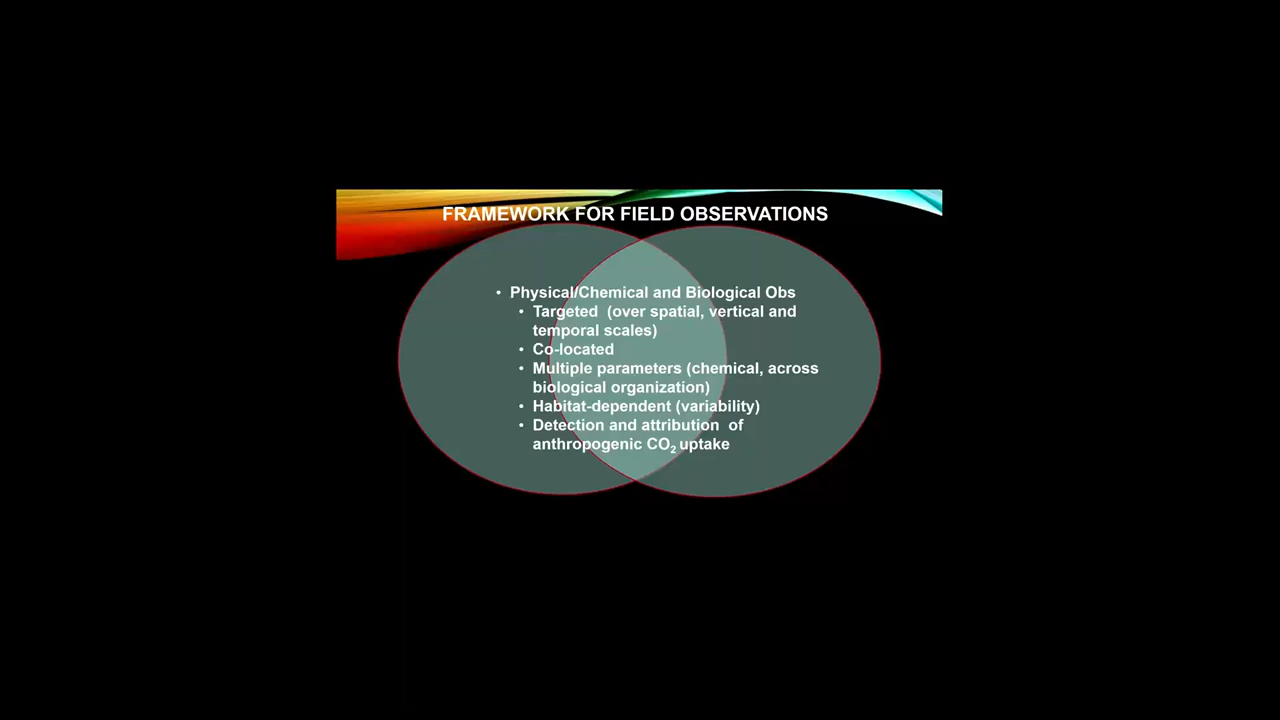 FRAMEWORK FOR FIELD OBSERVATIONS
• Physical/Chemical and Biological Obs
• Targeted (over spatial, vertical and
temporal scales)
• Co-located
• Multiple parameters (chemical, across
biological organization)
• Habitat-dependent (variability)
• Detection and attribution of
anthropogenic CO₂ uptake